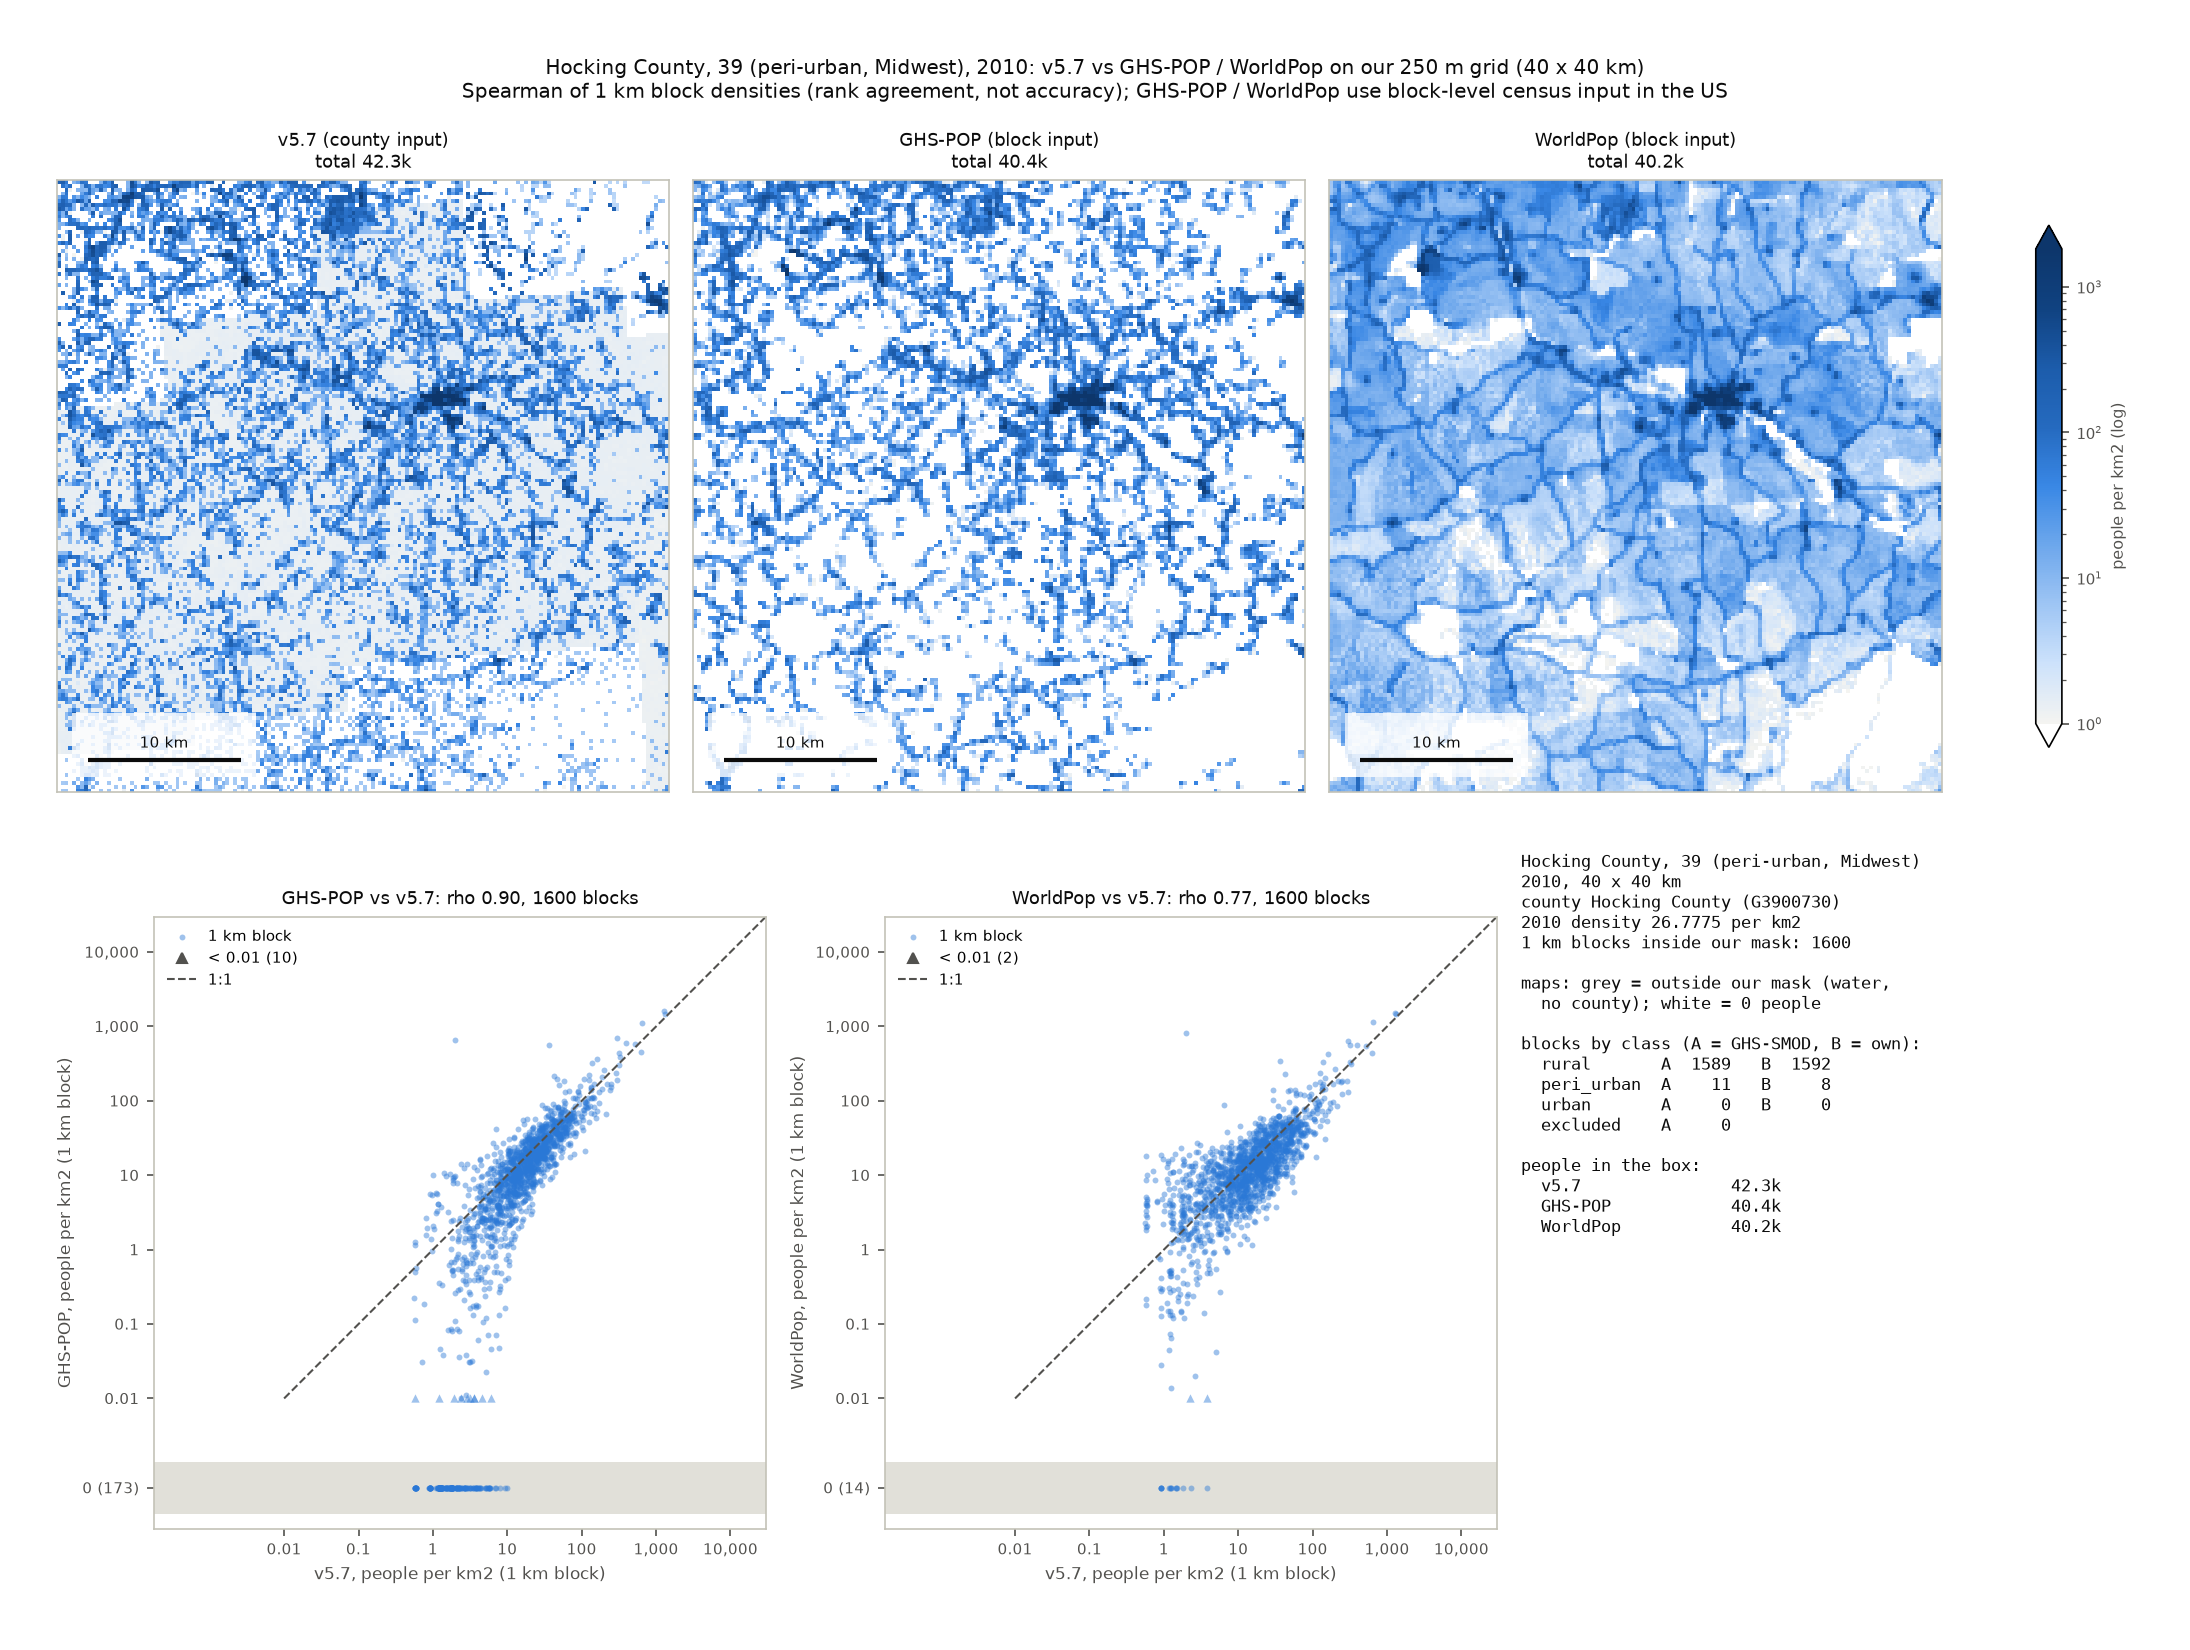 Hocking County, 39 (peri-urban, Midwest), 2010: v5.7 vs GHS-POP / WorldPop on our 250 m grid (40 x 40 km)
Spearman of 1 km block densities (rank agreement, not accuracy); GHS-POP / WorldPop use block-level census input in the US
v5.7 (county input)
total 42.3k
GHS-POP (block input)
total 40.4k
WorldPop (block input)
total 40.2k
10 km
10 km
10 km
10³
10²
10¹
10⁰
people per km2 (log)
GHS-POP vs v5.7: rho 0.90, 1600 blocks
1 km block
< 0.01 (10)
1:1
10,000
1,000
100
10
1
0.1
0.01
0 (173)
GHS-POP, people per km2 (1 km block)
0.01 0.1 1 10 100 1,000 10,000
v5.7, people per km2 (1 km block)
WorldPop vs v5.7: rho 0.77, 1600 blocks
1 km block
< 0.01 (2)
1:1
10,000
1,000
100
10
1
0.1
0.01
0 (14)
WorldPop, people per km2 (1 km block)
0.01 0.1 1 10 100 1,000 10,000
v5.7, people per km2 (1 km block)
Hocking County, 39 (peri-urban, Midwest)
2010, 40 x 40 km
county Hocking County (G3900730)
2010 density 26.7775 per km2
1 km blocks inside our mask: 1600
maps: grey = outside our mask (water,
no county); white = 0 people
blocks by class (A = GHS-SMOD, B = own):
rural A 1589 B 1592
peri_urban A 11 B 8
urban A 0 B 0
excluded A 0
people in the box:
v5.7 42.3k
GHS-POP 40.4k
WorldPop 40.2k